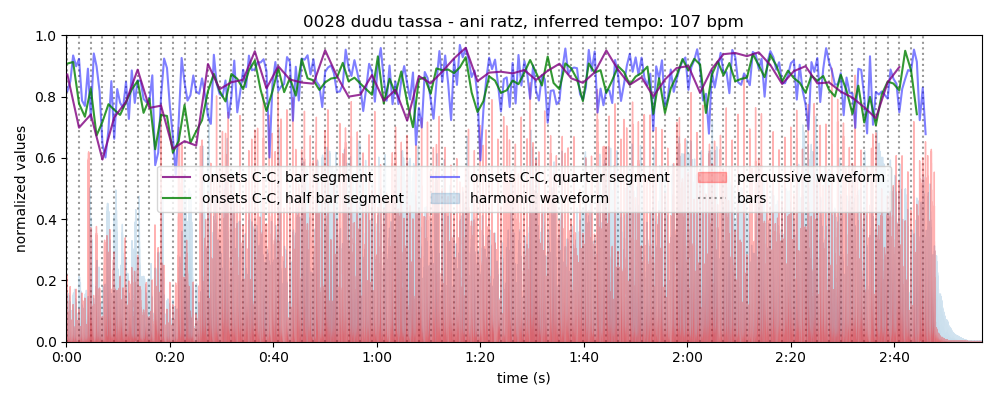 0028 dudu tassa - ani ratz, inferred tempo: 107 bpm
1.0
0.8
0.6
0.4
0.2
0.0
normalized values
onsets C-C, bar segment
onsets C-C, half bar segment
onsets C-C, quarter segment
harmonic waveform
percussive waveform
bars
0:00 0:20 0:40 1:00 1:20 1:40 2:00 2:20 2:40
time (s)